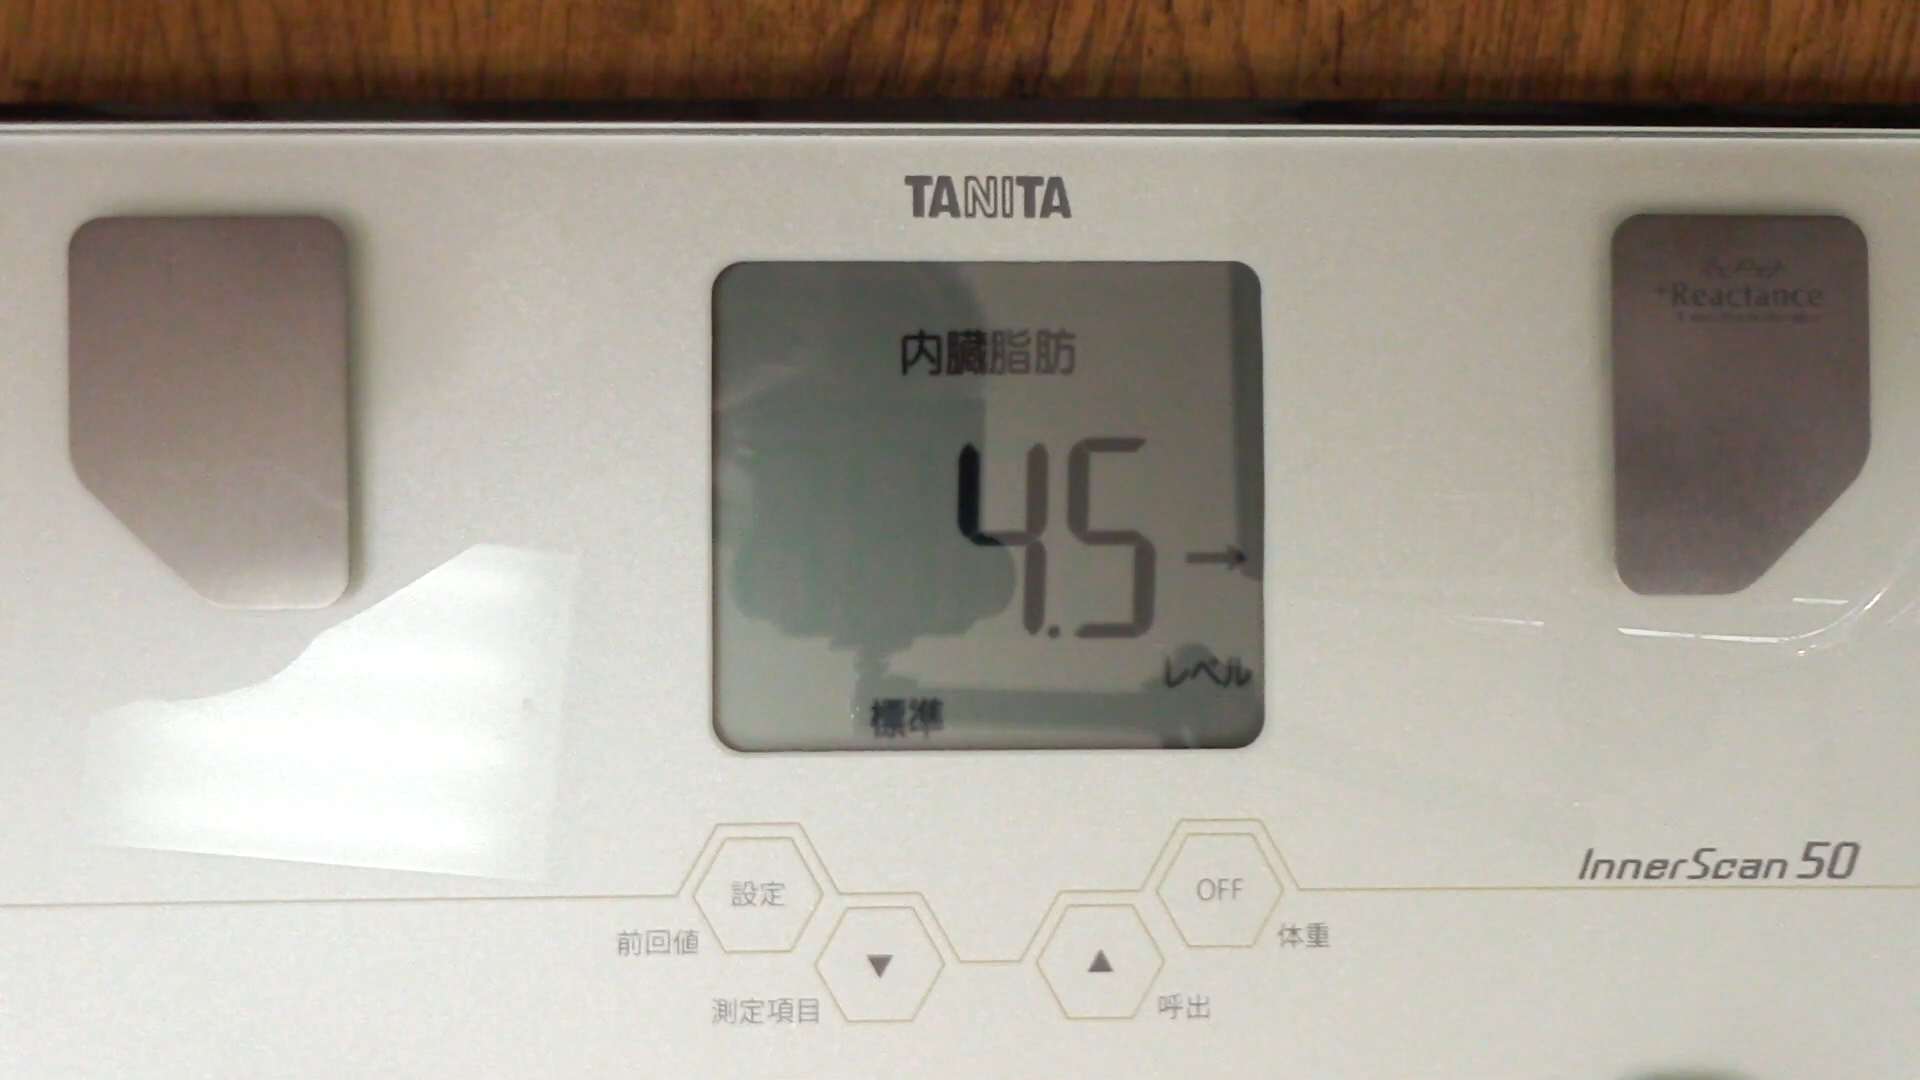 TANITA
+Reactance
内臓脂肪
4.5
→
レベル
標準
InnerScan 50
設定
OFF
前回値
体重
▼
▲
測定項目
呼出